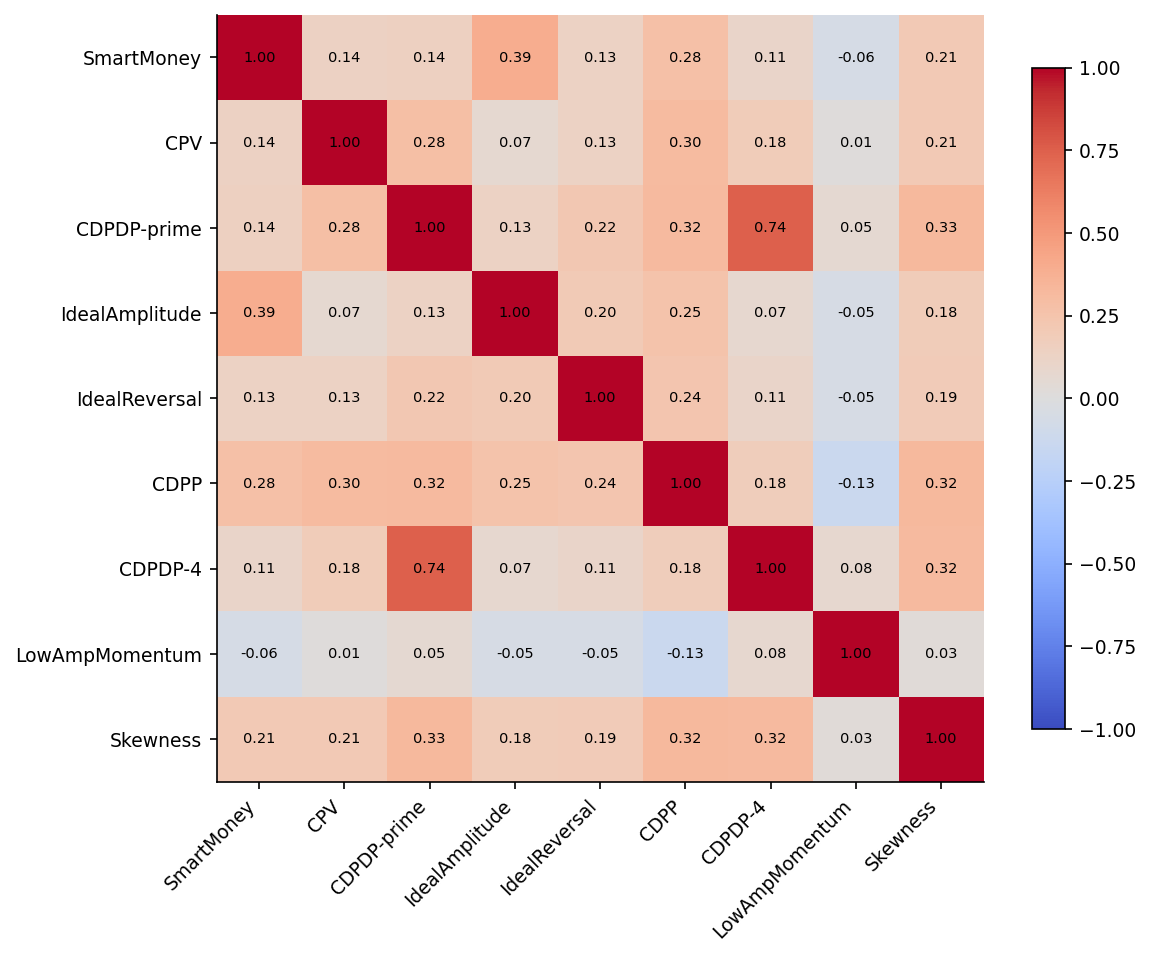 SmartMoney 1.00 0.14 0.14 0.39 0.13 0.28 0.11 -0.06 0.21
CPV 0.14 1.00 0.28 0.07 0.13 0.30 0.18 0.01 0.21
CDPDP-prime 0.14 0.28 1.00 0.13 0.22 0.32 0.74 0.05 0.33
IdealAmplitude 0.39 0.07 0.13 1.00 0.20 0.25 0.07 -0.05 0.18
IdealReversal 0.13 0.13 0.22 0.20 1.00 0.24 0.11 -0.05 0.19
CDPP 0.28 0.30 0.32 0.25 0.24 1.00 0.18 -0.13 0.32
CDPDP-4 0.11 0.18 0.74 0.07 0.11 0.18 1.00 0.08 0.32
LowAmpMomentum -0.06 0.01 0.05 -0.05 -0.05 -0.13 0.08 1.00 0.03
Skewness 0.21 0.21 0.33 0.18 0.19 0.32 0.32 0.03 1.00
SmartMoney
CPV
CDPDP-prime
IdealAmplitude
IdealReversal
CDPP
CDPDP-4
LowAmpMomentum
Skewness
1.00
0.75
0.50
0.25
0.00
−0.25
−0.50
−0.75
−1.00